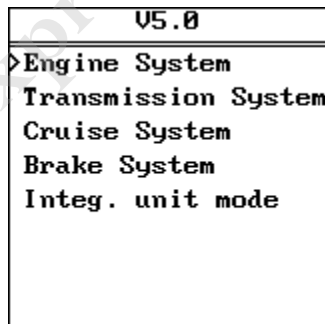 V5.0
>Engine System
Transmission System
Cruise System
Brake System
Integ. unit mode